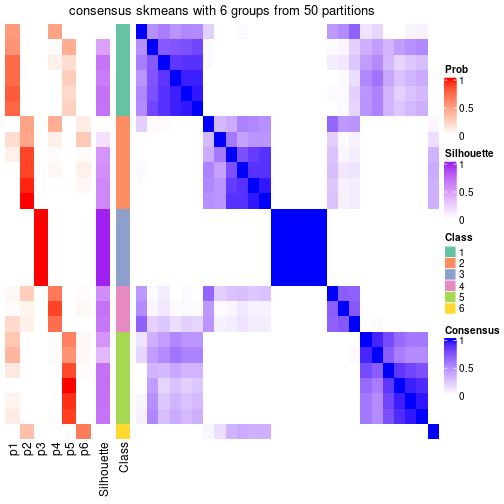 consensus skmeans with 6 groups from 50 partitions
Prob
1
0.5
0
Silhouette
1
0.5
0
Class
1
2
3
4
5
6
Consensus
1
0.5
0
p1
p2
p3
p4
p5
p6
Silhouette
Class